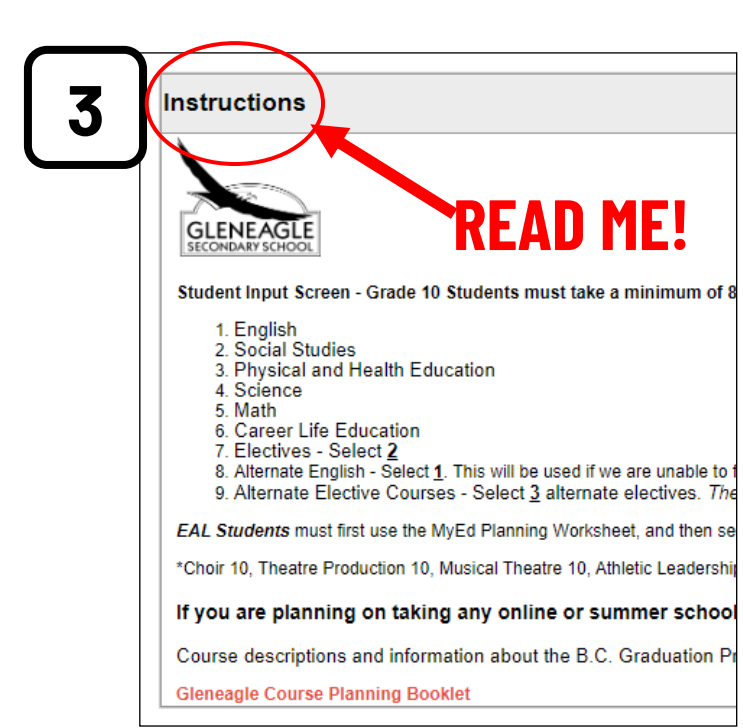 3
Instructions
GLENEAGLE
SECONDARY SCHOOL
READ ME!
Student Input Screen - Grade 10 Students must take a minimum of 8
1. English
2. Social Studies
3. Physical and Health Education
4. Science
5. Math
6. Career Life Education
7. Electives - Select 2
8. Alternate English - Select 1. This will be used if we are unable to
9. Alternate Elective Courses - Select 3 alternate electives. The
EAL Students must first use the MyEd Planning Worksheet, and then se
*Choir 10, Theatre Production 10, Musical Theatre 10, Athletic Leadership
If you are planning on taking any online or summer school
Course descriptions and information about the B.C. Graduation Pr
Gleneagle Course Planning Booklet